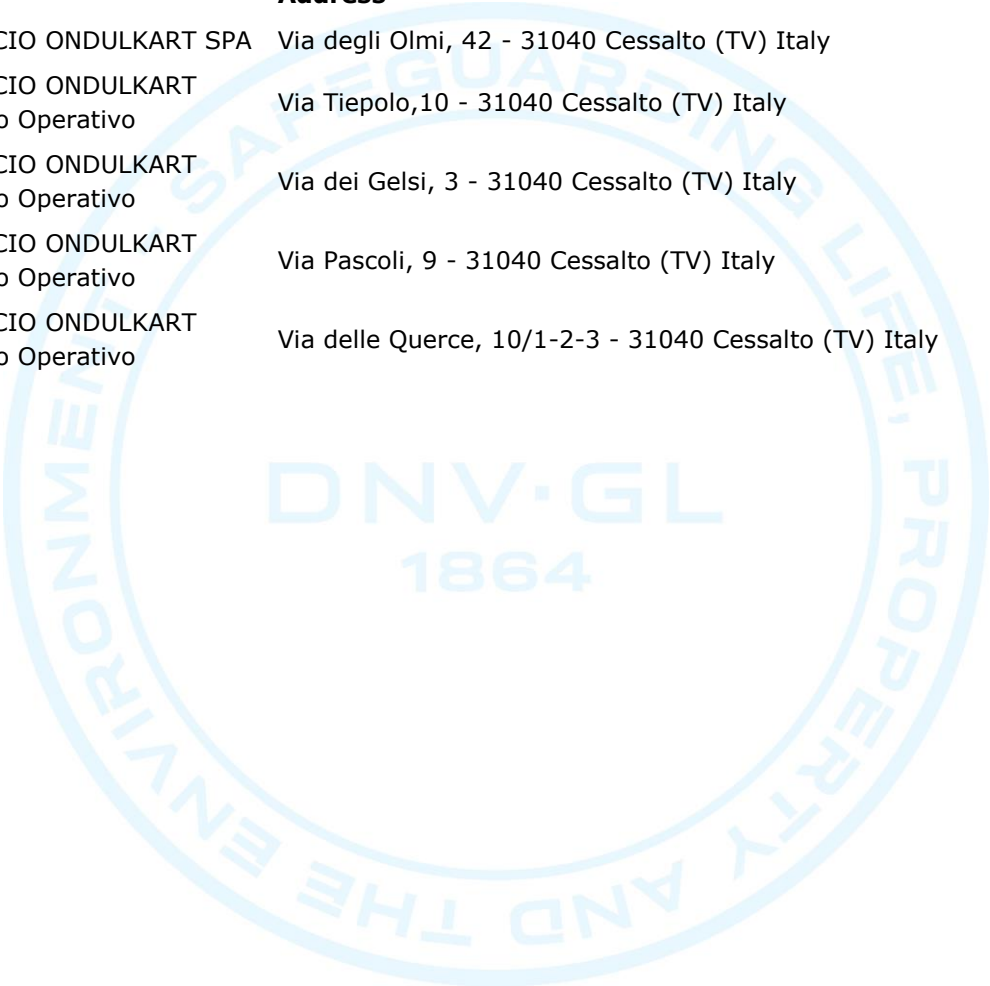 Address
CIO ONDULKART SPA Via degli Olmi, 42 - 31040 Cessalto (TV) Italy
CIO ONDULKART
o Operativo
Via Tiepolo,10 - 31040 Cessalto (TV) Italy
CIO ONDULKART
o Operativo
Via dei Gelsi, 3 - 31040 Cessalto (TV) Italy
CIO ONDULKART
o Operativo
Via Pascoli, 9 - 31040 Cessalto (TV) Italy
CIO ONDULKART
o Operativo
Via delle Querce, 10/1-2-3 - 31040 Cessalto (TV) Italy
SAFEGUARDING LIFE, PROPERTY AND THE ENVIRONMENT
DNV·GL
1864